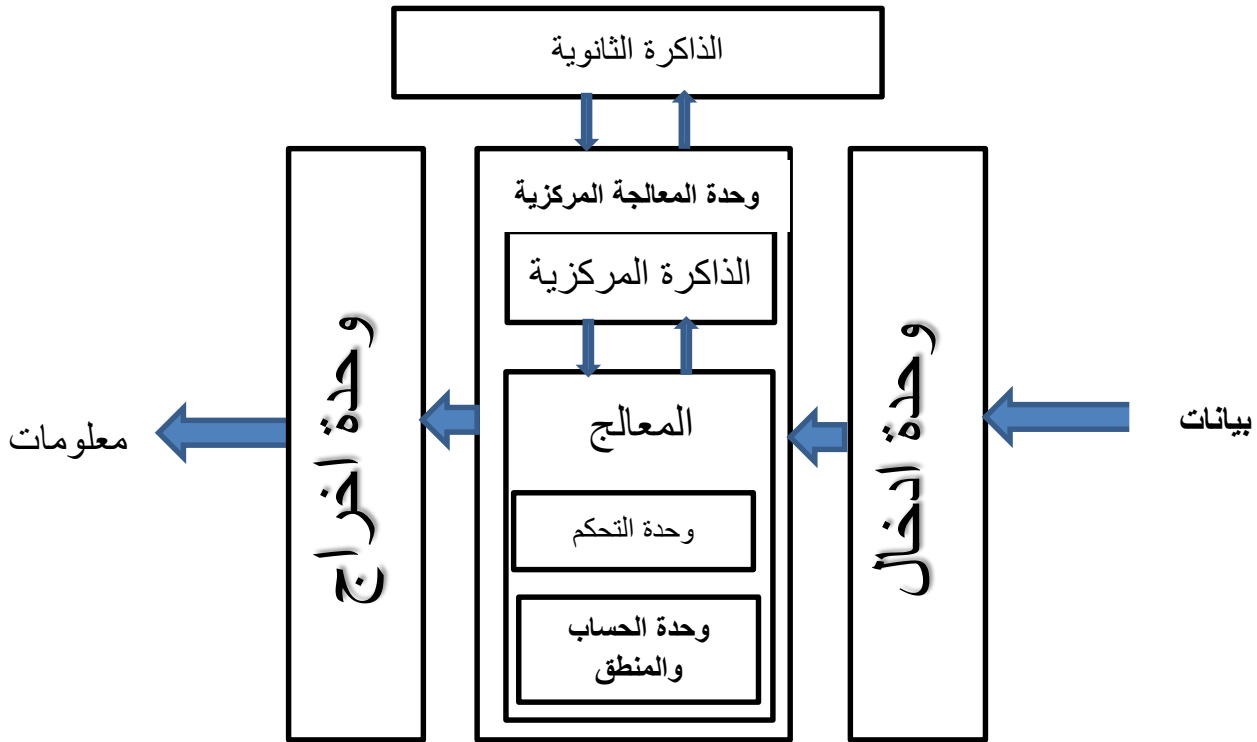 الذاكرة الثانوية
وحدة المعالجة المركزية
الذاكرة المركزية
بيانات
وحدة ادخال
المعالج
وحدة التحكم
وحدة الحساب
والمنطق
وحدة اخراج
معلومات